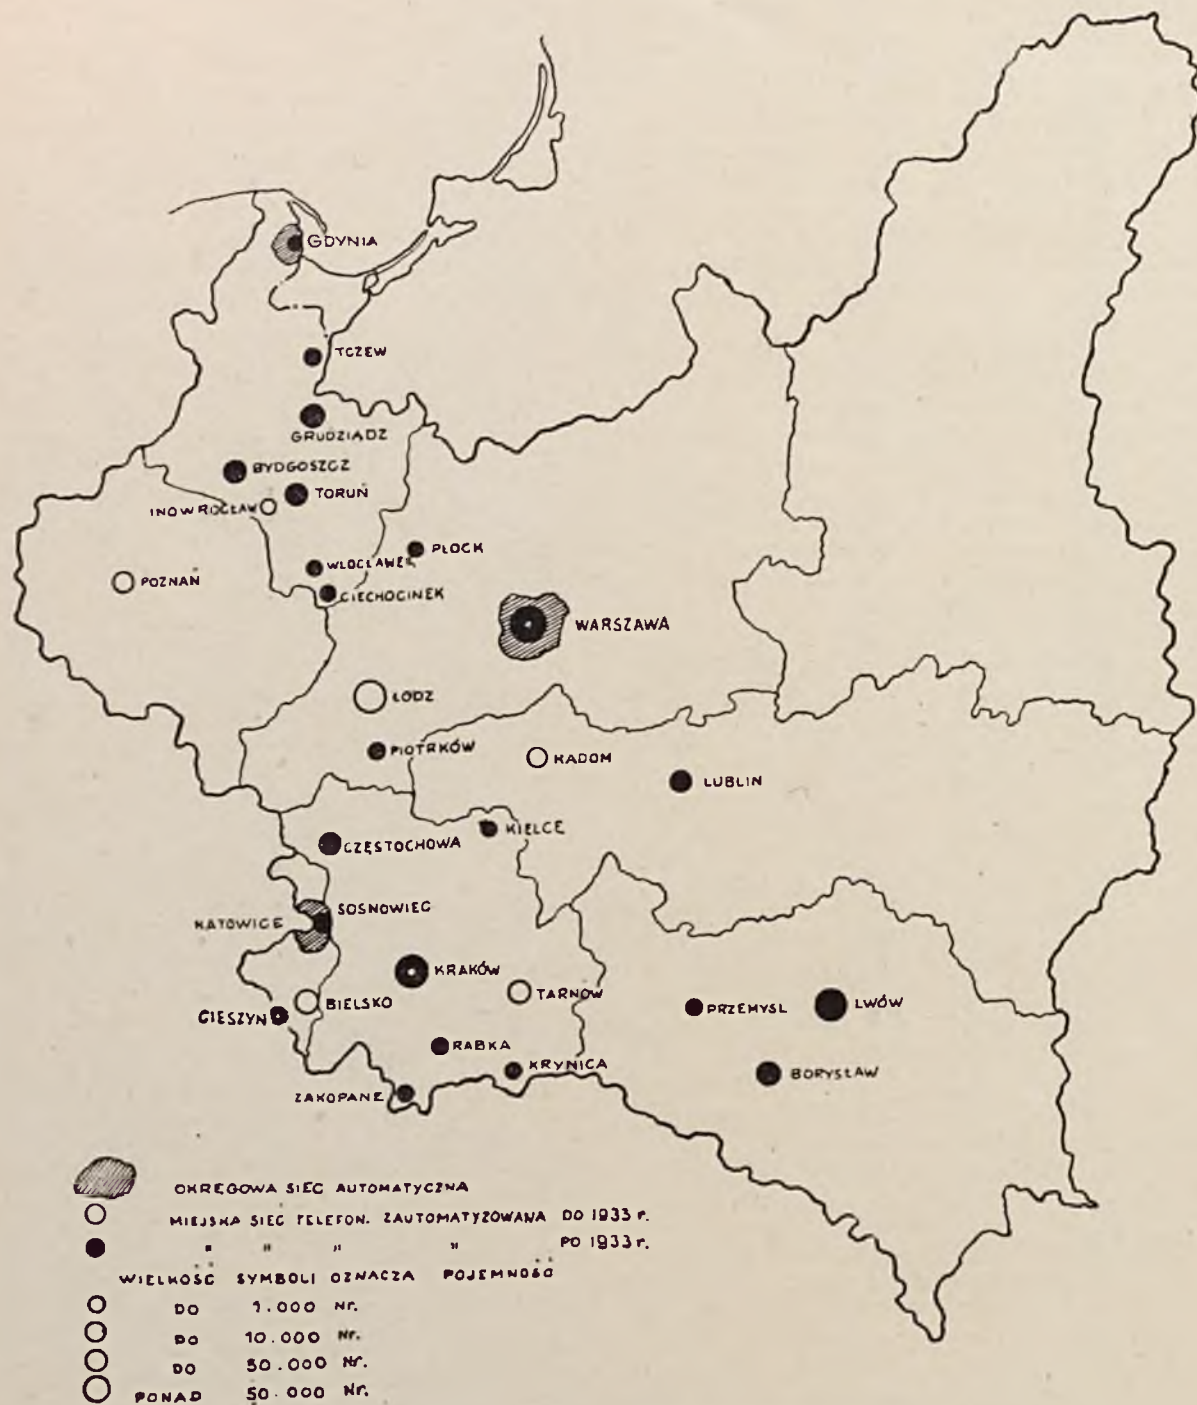 GDYNIA
TCZEW
GRUDZIĄDZ
BYDGOSZCZ
TORUŃ
INOWROCŁAW
PŁOCK
WŁOCŁAWEK
POZNAŃ
CIECHOCINEK
WARSZAWA
ŁÓDZ
PIOTRKÓW
RADOM
LUBLIN
KIELCE
CZĘSTOCHOWA
SOSNOWIEC
KATOWICE
KRAKÓW
TARNÓW
BIELSKO
PRZEMYSL
LWÓW
CIESZYN
RABKA
KRYNICA
BORYSŁAW
ZAKOPANE
OKRĘGOWA SIEĆ AUTOMATYCZNA
MIEJSKA SIEĆ TELEFON. ZAUTOMATYZOWANA DO 1933 r.
" " " " PO 1933 r.
WIELKOŚĆ SYMBOLI OZNACZA POJEMNOŚĆ
DO 1.000 Nr.
DO 10.000 Nr.
DO 50.000 Nr.
PONAD 50.000 Nr.